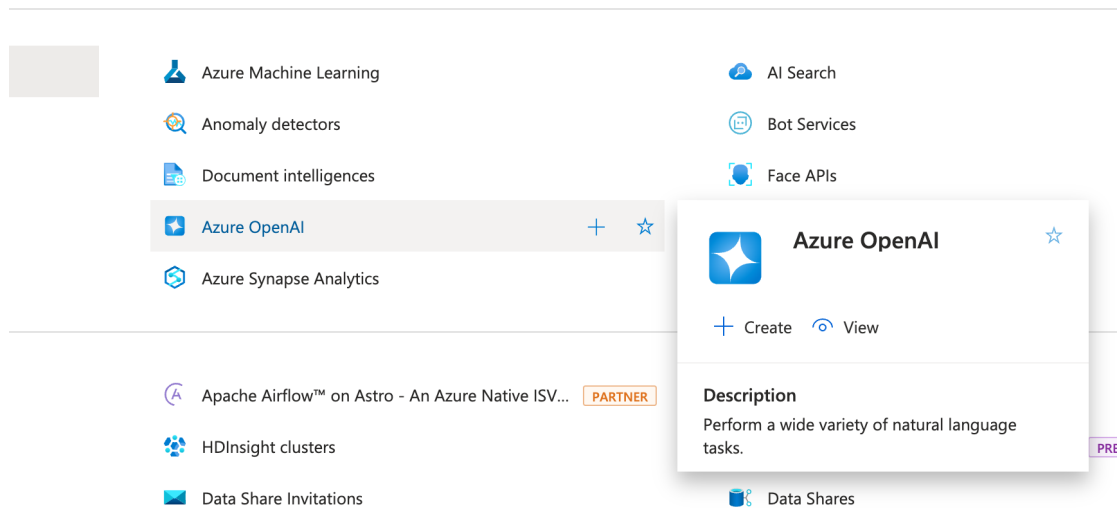 Azure Machine Learning
AI Search
Anomaly detectors
Bot Services
Document intelligences
Face APIs
Azure OpenAI
Azure Synapse Analytics
Azure OpenAI
Create
View
Description
Perform a wide variety of natural language
tasks.
Apache Airflow™ on Astro - An Azure Native ISV... PARTNER
HDInsight clusters
PRE
Data Share Invitations
Data Shares